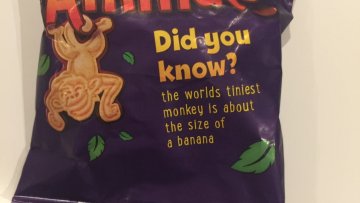 Did you
know?
the worlds tiniest
monkey is about
the size of
a banana